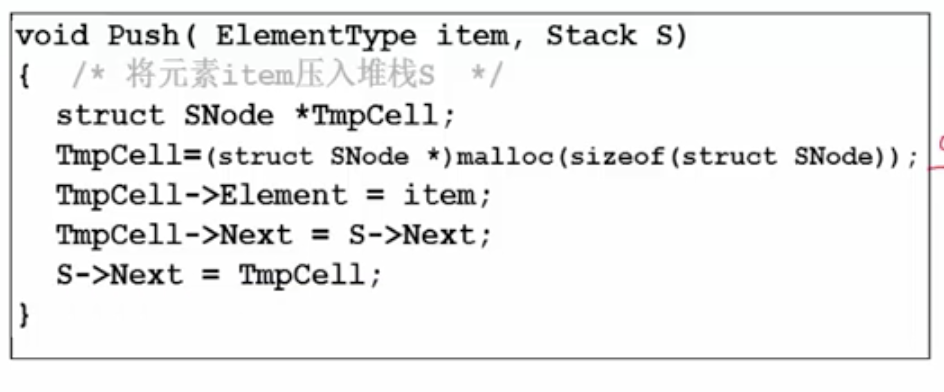 void Push( ElementType item, Stack S)
{ /* 将元素item压入堆栈S */
struct SNode *TmpCell;
TmpCell=(struct SNode *)malloc(sizeof(struct SNode));
TmpCell->Element = item;
TmpCell->Next = S->Next;
S->Next = TmpCell;
}